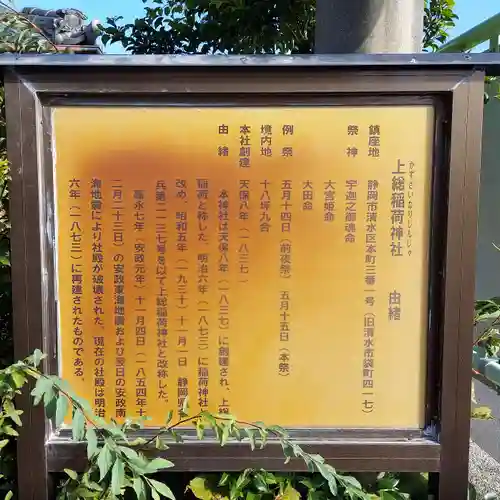 かずさいなりじんじゃ
上総稲荷神社　由緒
鎮座地　静岡市清水区本町三番一号（旧清水市袋町四一七）
祭神　宇迦之御魂命
大宮姫命
大田命
例祭　五月十四日（前夜祭）五月十五日（本祭）
境内地　十八坪九合
本社創建　天保八年（一八三七）
由緒　本神社は天保八年（一八三七）に創建され、上総
稲荷と称した。明治六年（一八七三）に稲荷神社
改め、昭和五年（一九三十）十一月一日　静岡県
兵第二一三七号を以て上総稲荷神社と改称した。
嘉永七年（安政元年）十一月四日（一八五四年十
二月二十三日）の安政東海地震および翌日の安政南
海地震により社殿が破壊された。現在の社殿は明治
六年（一八七三）に再建されたものである。